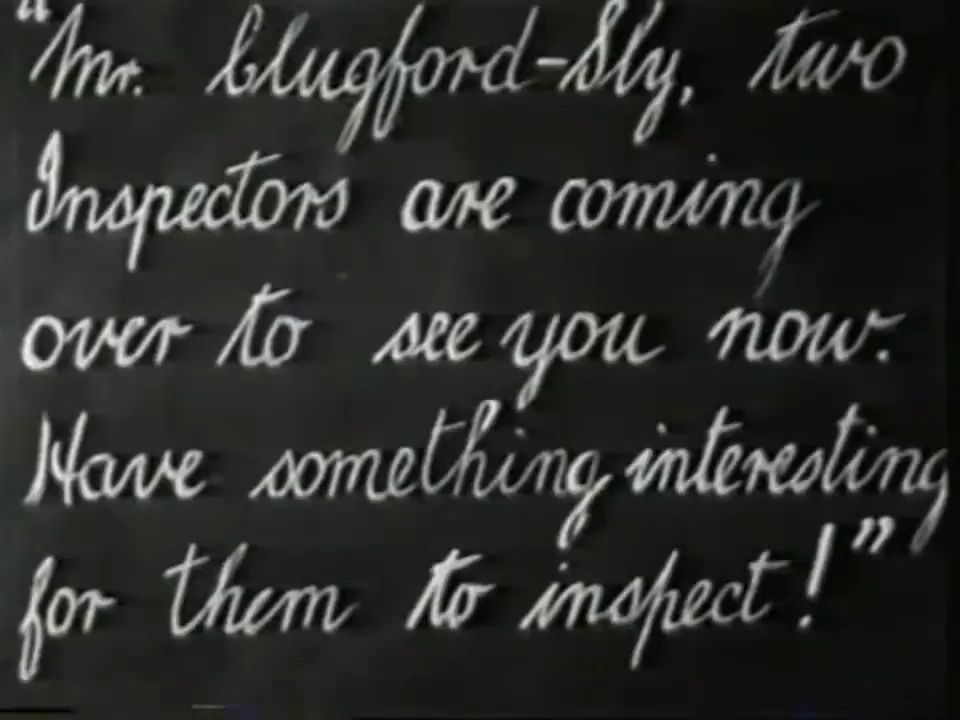 "Mr. Clugford-Sly, two
Inspectors are coming
over to see you now.
Have something interesting
for them to inspect!"